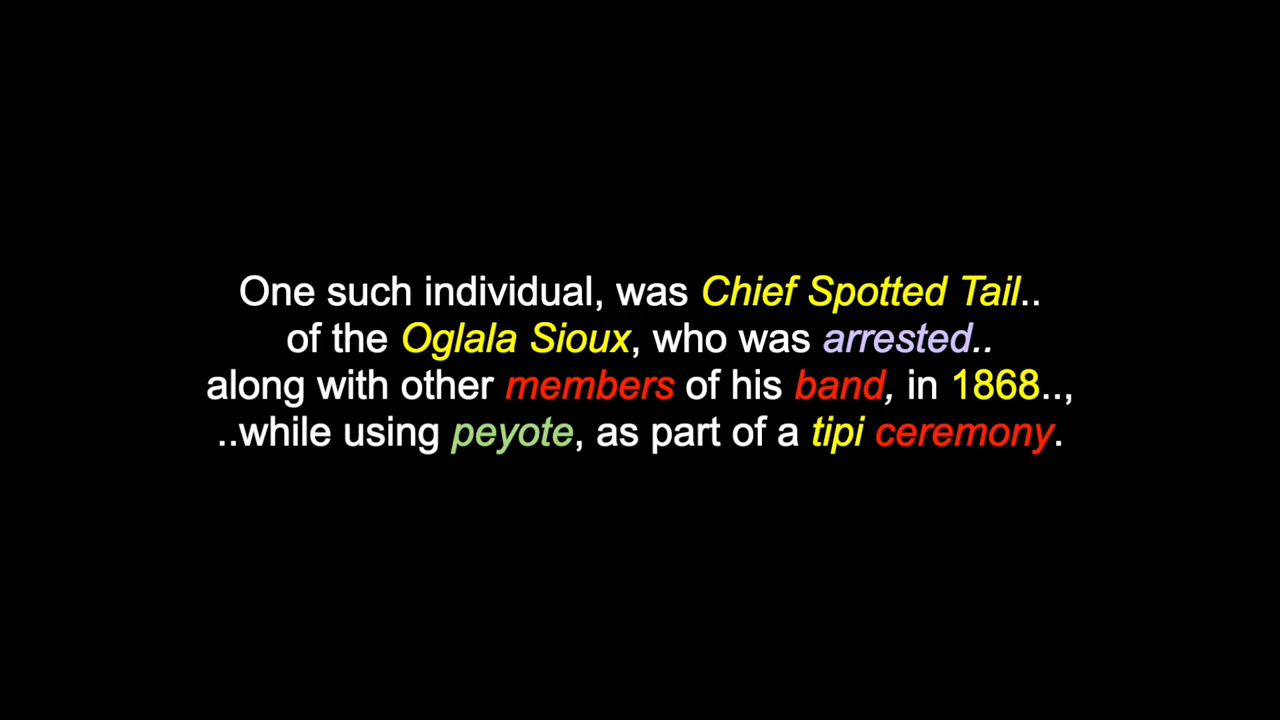 One such individual, was Chief Spotted Tail..
of the Oglala Sioux, who was arrested..
along with other members of his band, in 1868..,
..while using peyote, as part of a tipi ceremony.